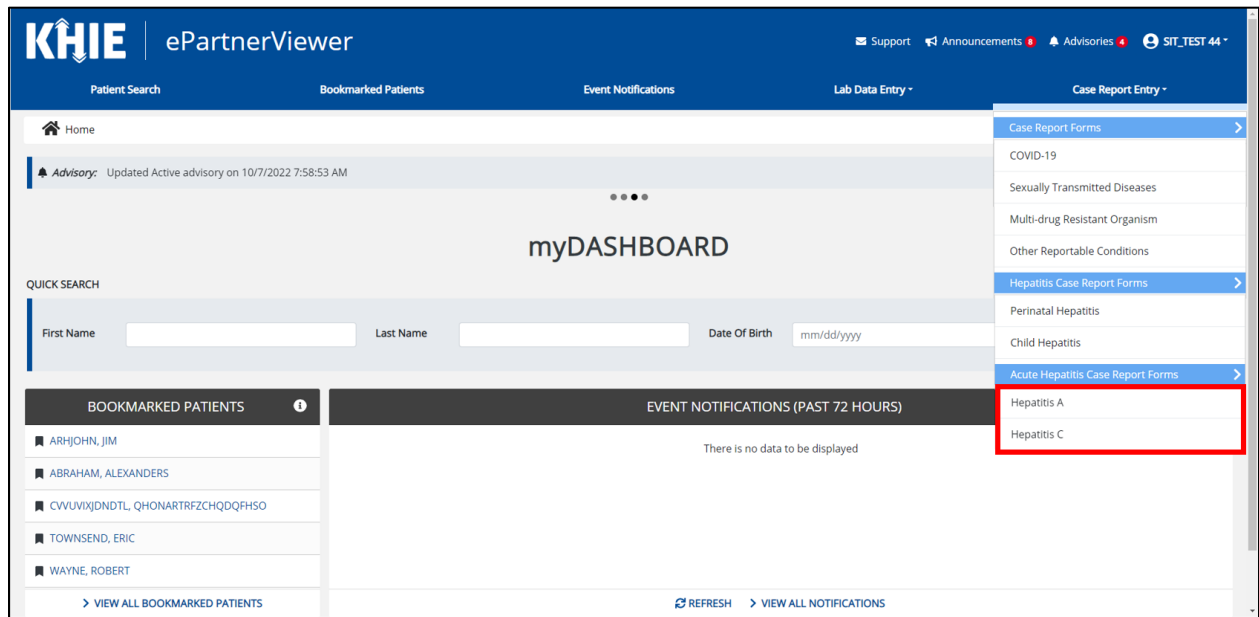 KHIE ePartnerViewer
Support Announcements 8 Advisories 4 SIT_TEST 44
Patient Search Bookmarked Patients Event Notifications Lab Data Entry Case Report Entry
Home
Advisory: Updated Active advisory on 10/7/2022 7:58:53 AM
Case Report Forms
COVID-19
Sexually Transmitted Diseases
Multi-drug Resistant Organism
Other Reportable Conditions
Hepatitis Case Report Forms
Perinatal Hepatitis
Child Hepatitis
Acute Hepatitis Case Report Forms
Hepatitis A
Hepatitis C
myDASHBOARD
QUICK SEARCH
First Name Last Name Date Of Birth mm/dd/yyyy
BOOKMARKED PATIENTS
ARHJOHN, JIM
ABRAHAM, ALEXANDERS
CVVUVIXJDNDTL, QHONARTRFZCHQDQFHSO
TOWNSEND, ERIC
WAYNE, ROBERT
VIEW ALL BOOKMARKED PATIENTS
EVENT NOTIFICATIONS (PAST 72 HOURS)
There is no data to be displayed
REFRESH VIEW ALL NOTIFICATIONS